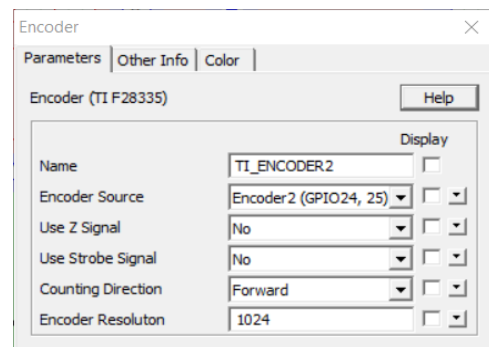 Encoder
Parameters Other Info Color
Encoder (TI F28335) Help
Display
Name TI_ENCODER2
Encoder Source Encoder2 (GPIO24, 25)
Use Z Signal No
Use Strobe Signal No
Counting Direction Forward
Encoder Resoluton 1024